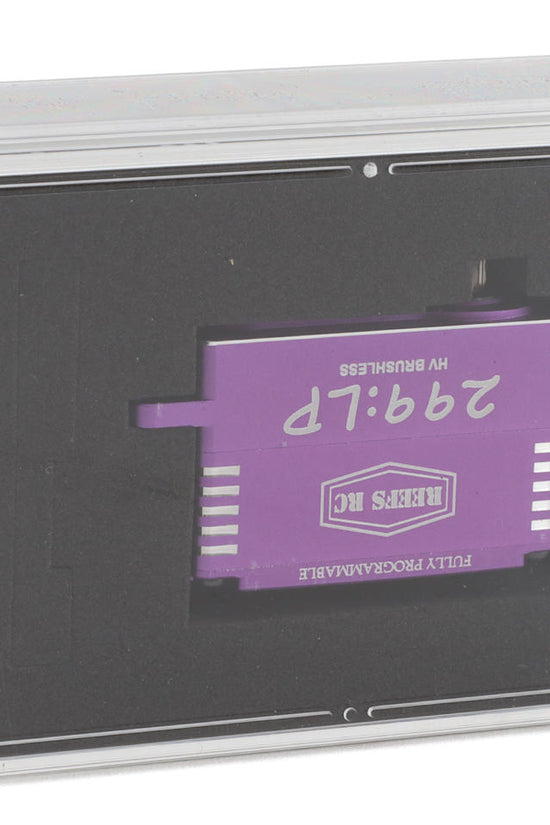 FULLY PROGRAMMABLE
REEF'S RC
299:LP
HV BRUSHLESS